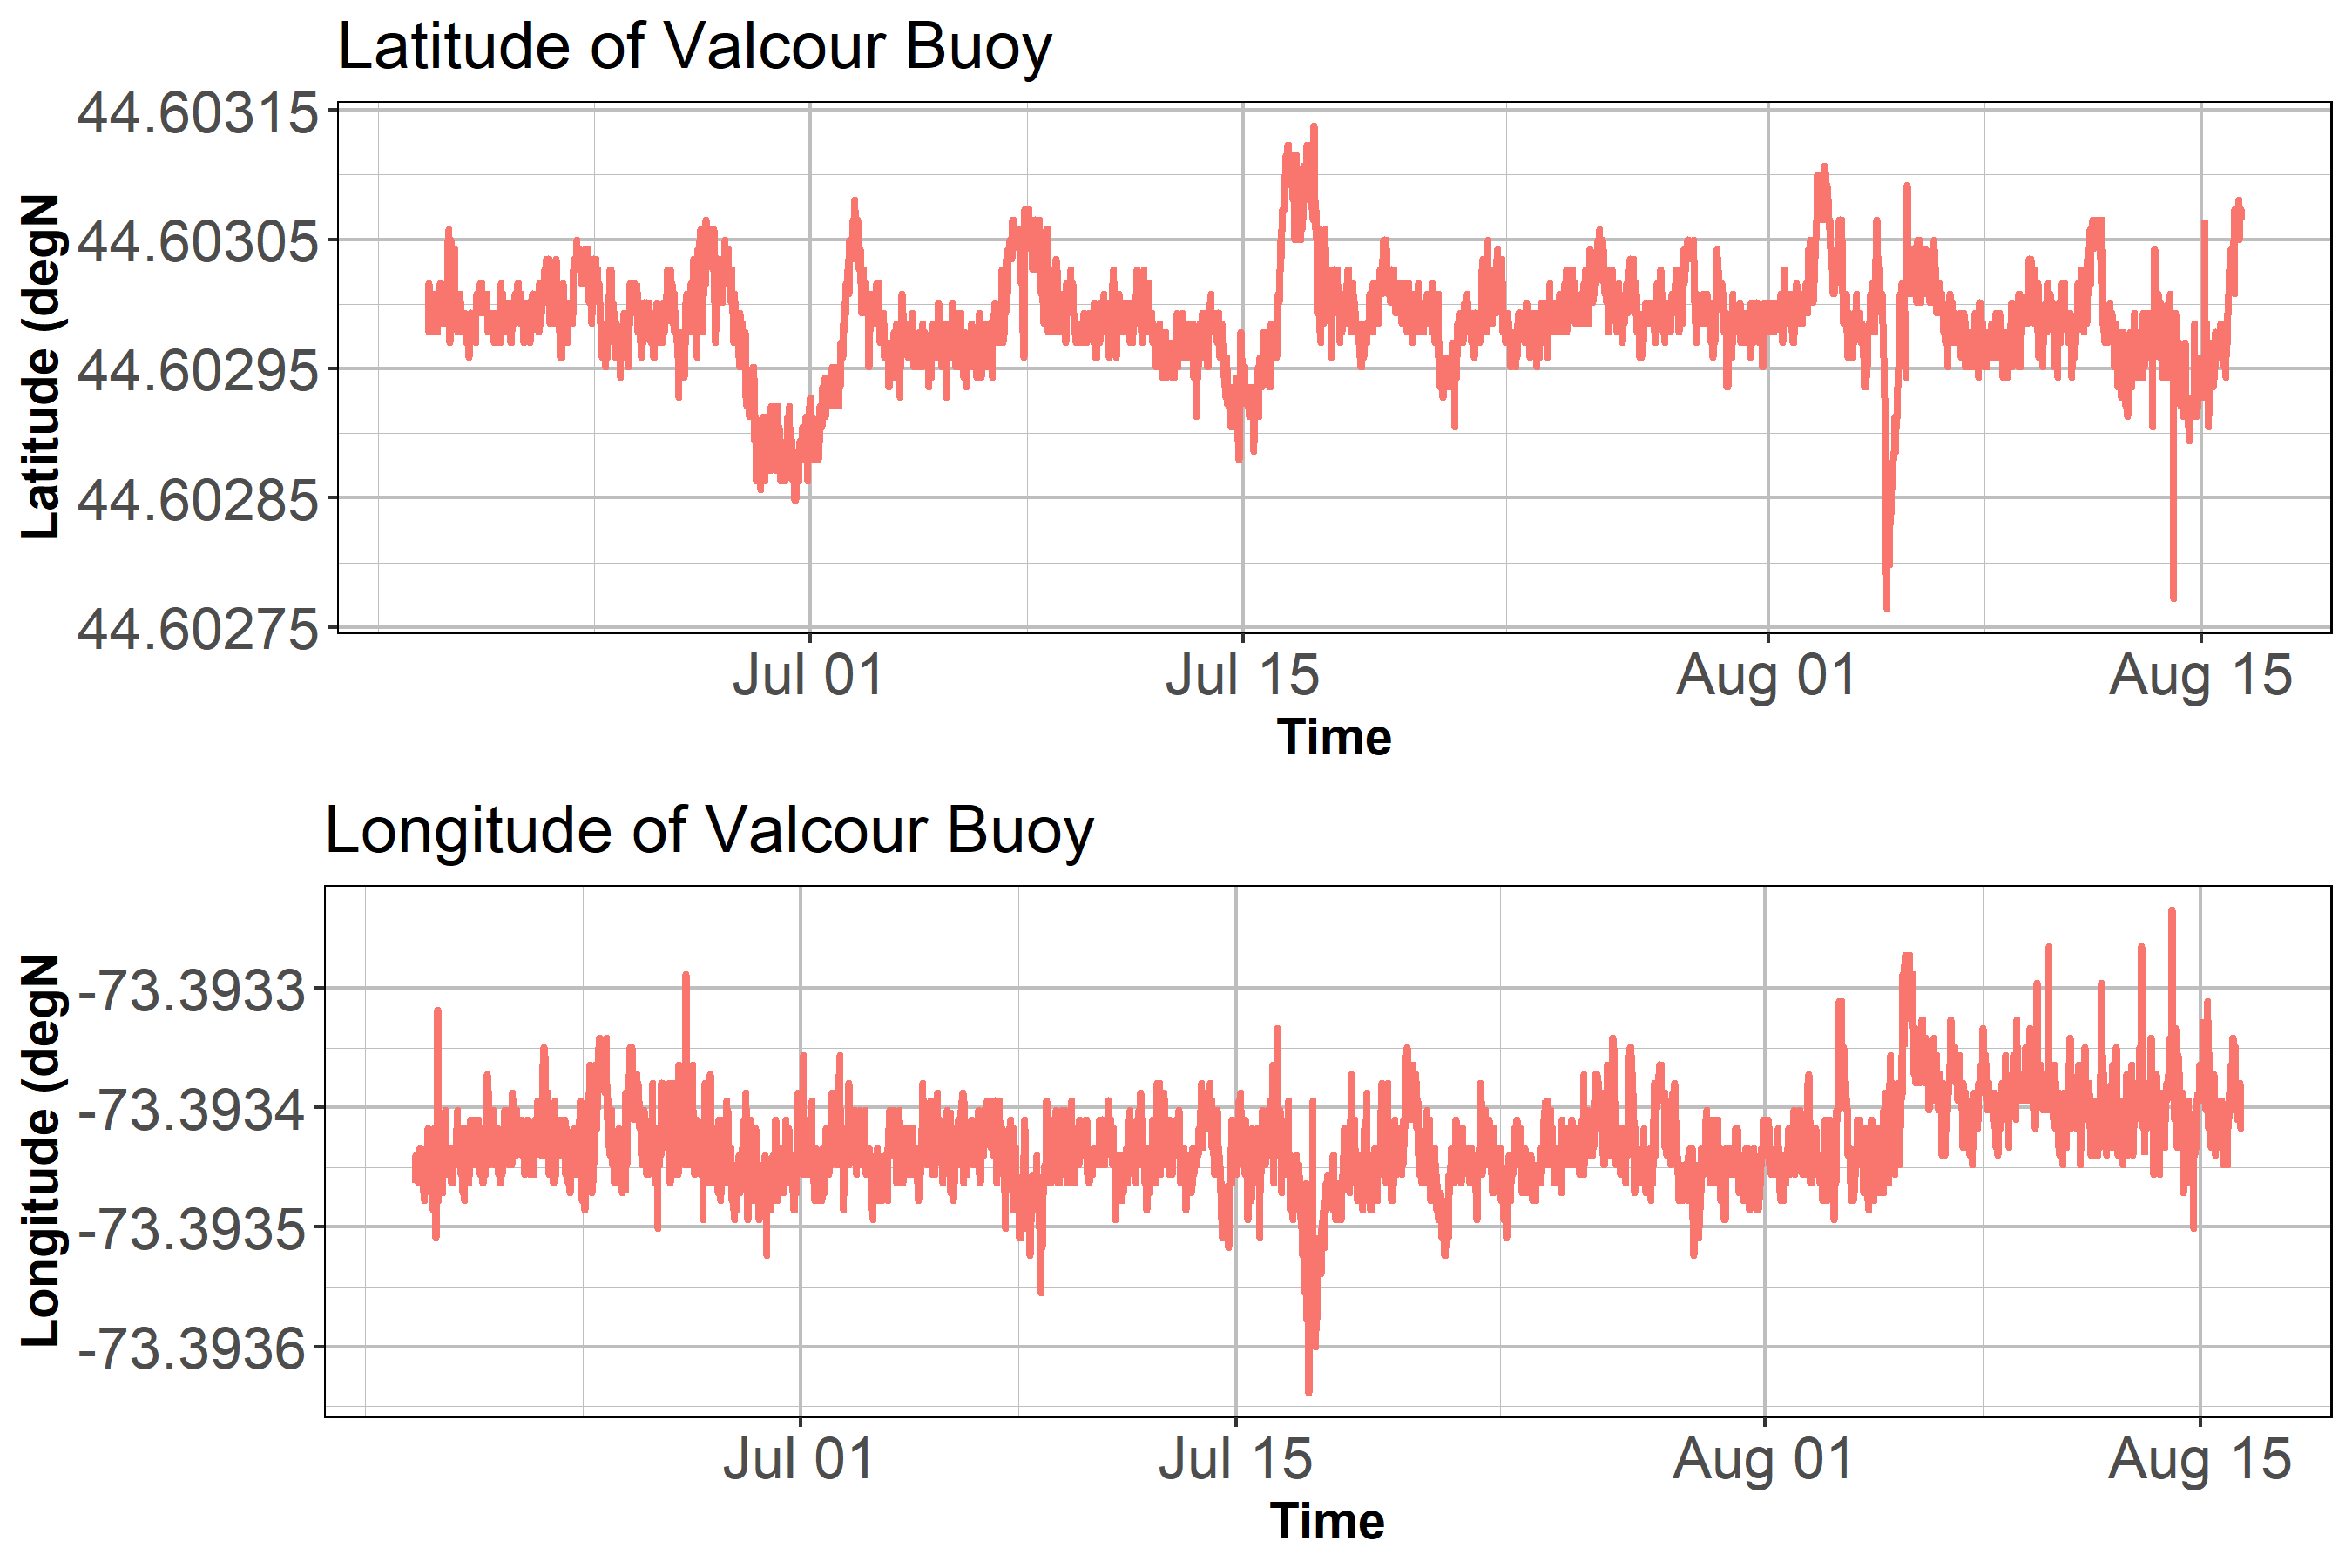 Latitude of Valcour Buoy
44.60315
44.60305
44.60295
44.60285
44.60275
Latitude (degN
Jul 01 Jul 15 Aug 01 Aug 15
Time
Longitude of Valcour Buoy
-73.3933
-73.3934
-73.3935
-73.3936
Longitude (degN
Jul 01 Jul 15 Aug 01 Aug 15
Time